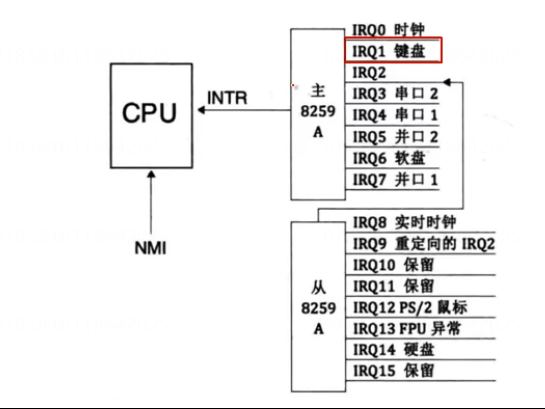 IRQ0 时钟
IRQ1 键盘
IRQ2
IRQ3 串口 2
IRQ4 串口 1
IRQ5 并口 2
IRQ6 软盘
IRQ7 并口 1
主
8259
A
INTR
CPU
NMI
IRQ8 实时时钟
IRQ9 重定向的 IRQ2
IRQ10 保留
IRQ11 保留
IRQ12 PS/2 鼠标
IRQ13 FPU 异常
IRQ14 硬盘
IRQ15 保留
从
8259
A